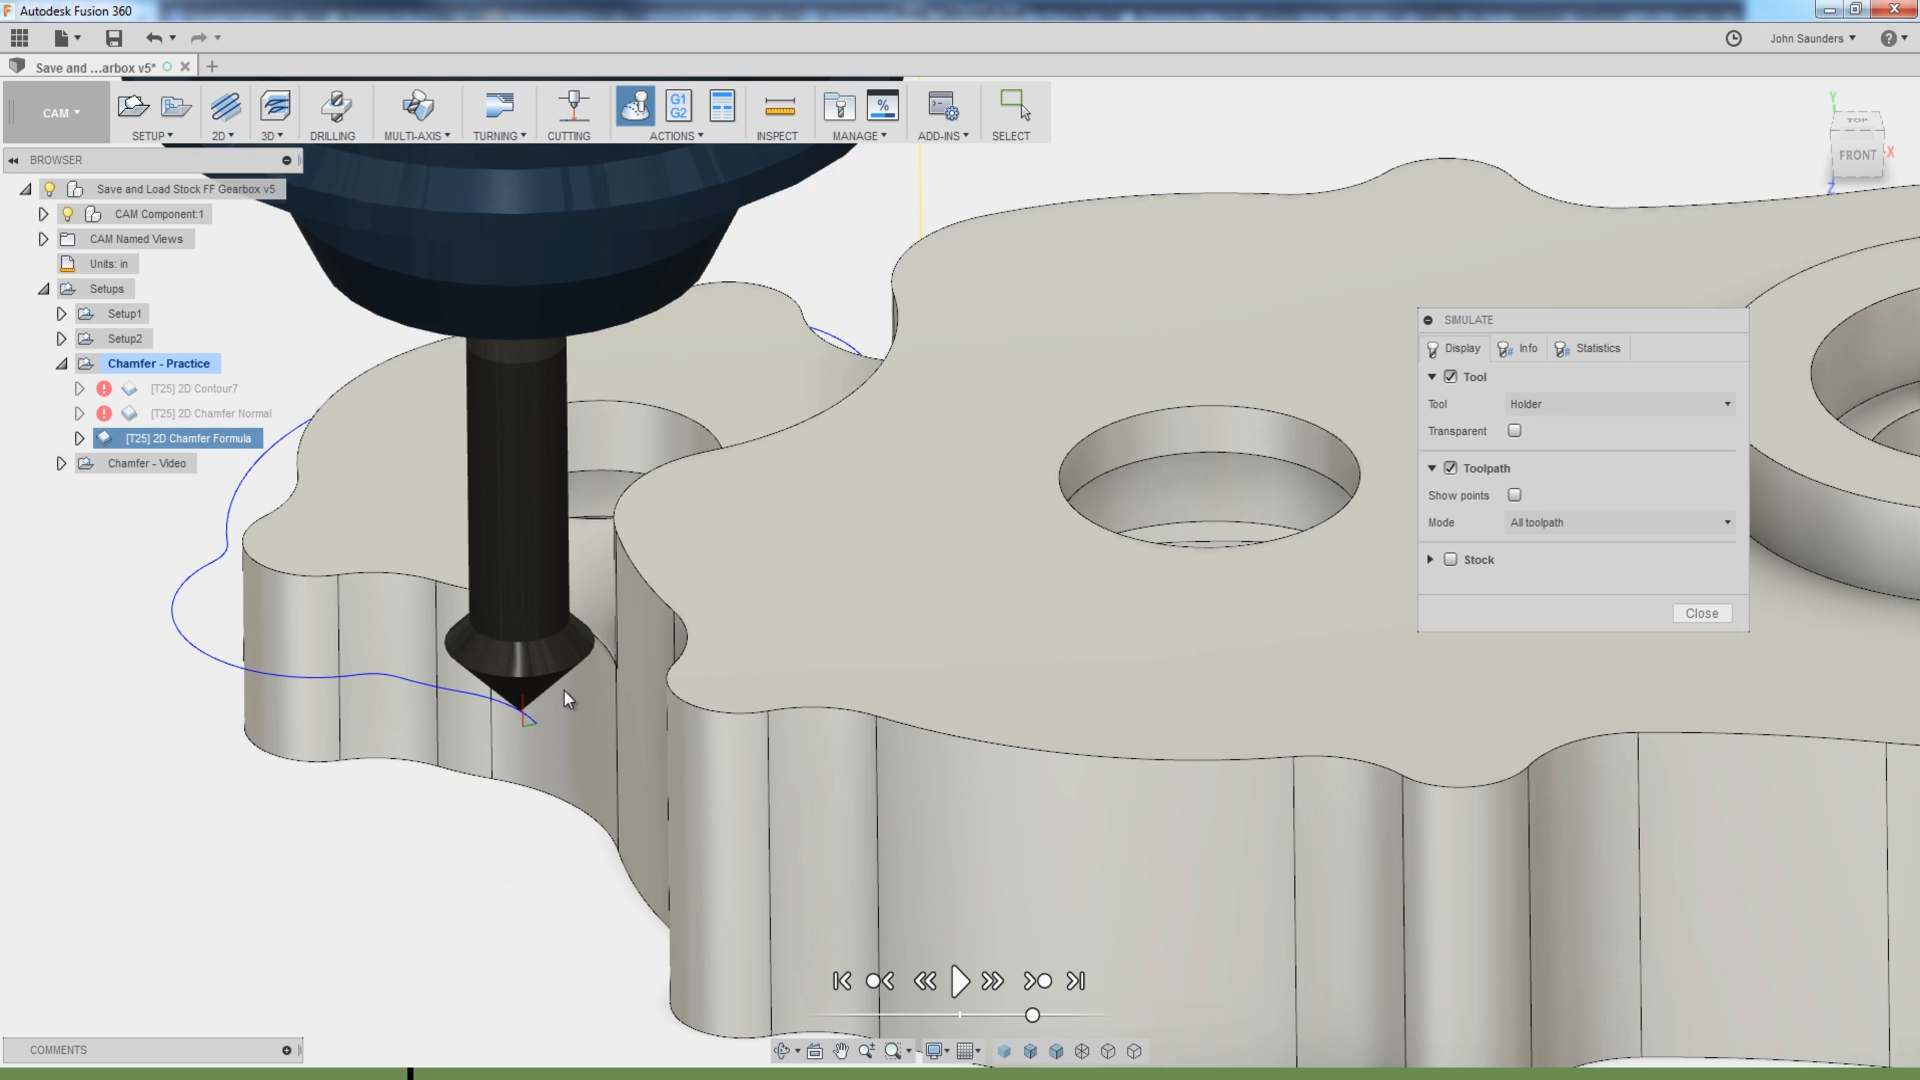 Autodesk Fusion 360
John Saunders
Save and ...arbox v5*
CAM
G1
G2
%
SETUP
2D
3D
DRILLING
MULTI-AXIS
TURNING
CUTTING
ACTIONS
INSPECT
MANAGE
ADD-INS
SELECT
Y
TOP
FRONT
X
Z
BROWSER
Save and Load Stock FF Gearbox v5
CAM Component:1
CAM Named Views
Units: in
Setups
Setup1
Setup2
Chamfer - Practice
[T25] 2D Contour7
[T25] 2D Chamfer Normal
[T25] 2D Chamfer Formula
Chamfer - Video
SIMULATE
Display
Info
Statistics
Tool
Tool
Holder
Transparent
Toolpath
Show points
Mode
All toolpath
Stock
Close
COMMENTS